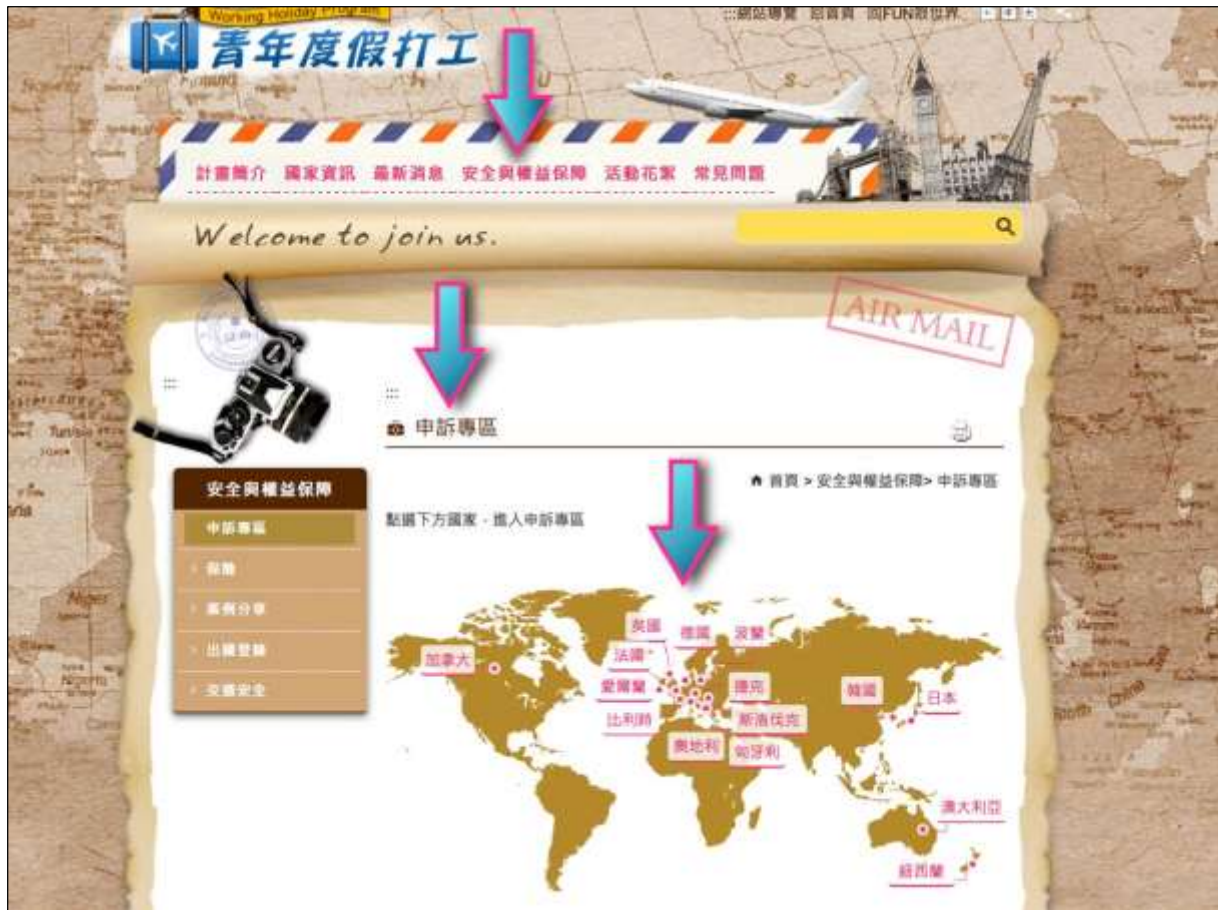 Working Holiday Program
:::網站導覽 回首頁 回FUN眼世界
青年度假打工
計畫簡介 國家資訊 最新消息 安全與權益保障 活動花絮 常見問題
Welcome to join us.
AIR MAIL
:::
:::
申訴專區
首頁 > 安全與權益保障> 申訴專區
安全與權益保障
申訴專區
保險
案例分享
出國登錄
交通安全
點選下方國家，進入申訴專區
英國
德國
波蘭
法國
加拿大
愛爾蘭
捷克
韓國
日本
比利時
斯洛伐克
奧地利
匈牙利
澳大利亞
紐西蘭